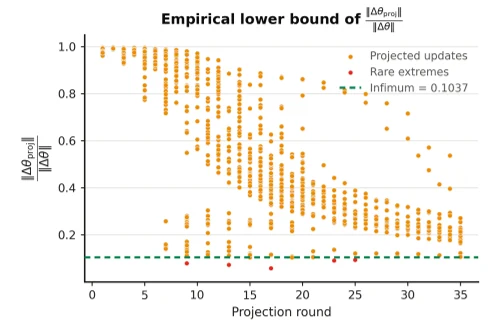 Empirical lower bound of ‖Δθproj‖ / ‖Δθ‖
Projected updates
Rare extremes
Infimum = 0.1037
‖Δθproj‖ / ‖Δθ‖
1.0
0.8
0.6
0.4
0.2
0 5 10 15 20 25 30 35
Projection round